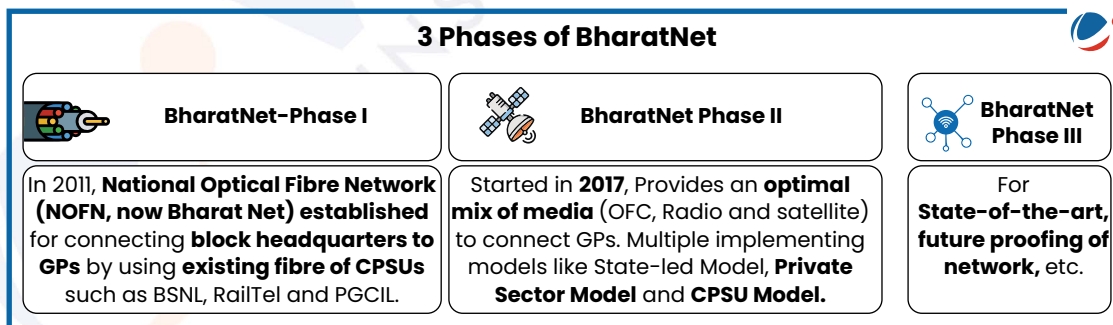 3 Phases of BharatNet
BharatNet-Phase I
In 2011, National Optical Fibre Network
(NOFN, now Bharat Net) established
for connecting block headquarters to
GPs by using existing fibre of CPSUs
such as BSNL, RailTel and PGCIL.
BharatNet Phase II
Started in 2017, Provides an optimal
mix of media (OFC, Radio and satellite)
to connect GPs. Multiple implementing
models like State-led Model, Private
Sector Model and CPSU Model.
BharatNet
Phase III
For
State-of-the-art,
future proofing of
network, etc.